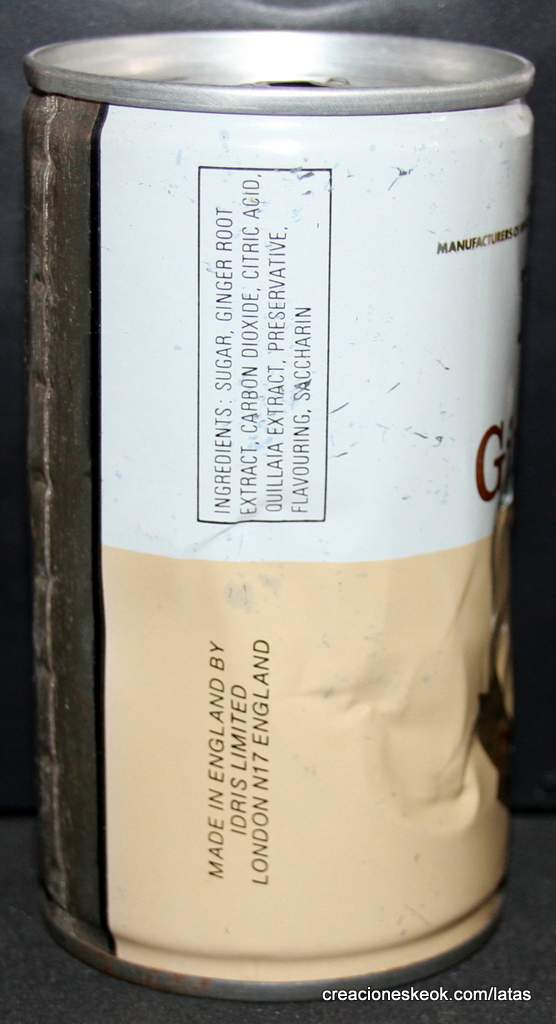 INGREDIENTS: SUGAR, GINGER ROOT
EXTRACT, CARBON DIOXIDE, CITRIC ACID,
QUILLAIA EXTRACT, PRESERVATIVE,
FLAVOURING, SACCHARIN
MANUFACTURERS
MADE IN ENGLAND BY
IDRIS LIMITED
LONDON N17 ENGLAND
creacioneskeok.com/latas